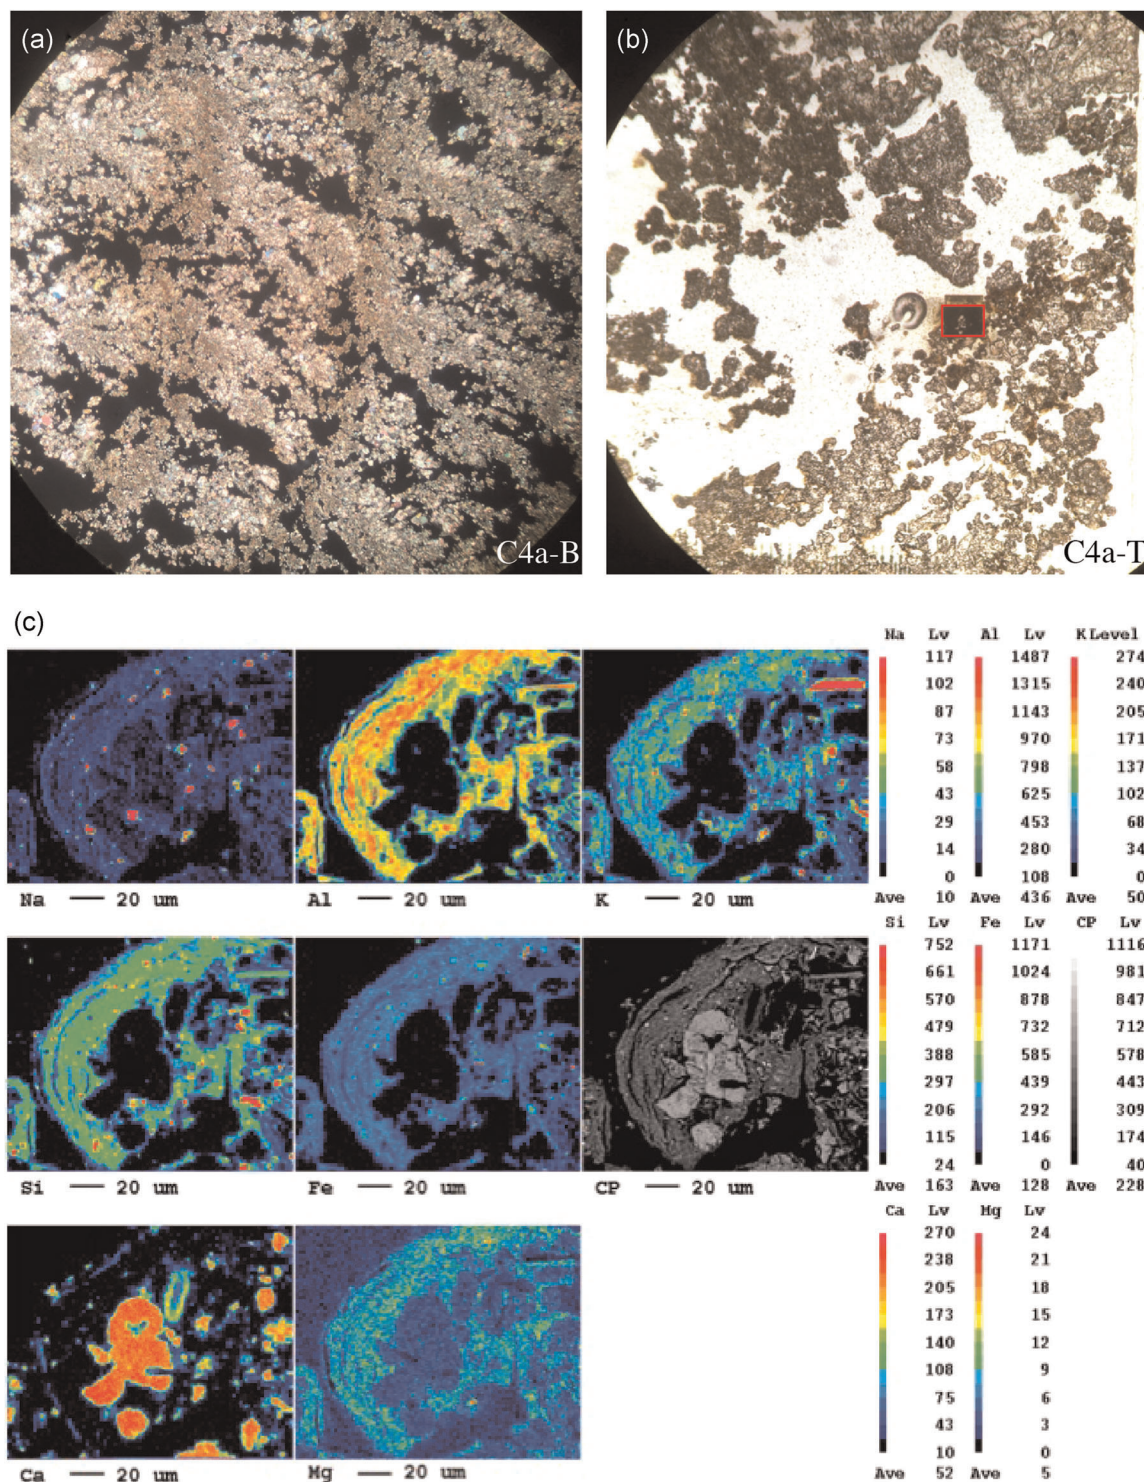 (a)
(b)
C4a-B
C4a-T
(c)
Na Lv Al Lv K Level
117 1487 274
102 1315 240
87 1143 205
73 970 171
58 798 137
43 625 102
29 453 68
14 280 34
0 108 0
Ave 10 Ave 436 Ave 50
Na 20 um Al 20 um K 20 um
Si Lv Fe Lv CP Lv
752 1171 1116
661 1024 981
570 878 847
479 732 712
388 585 578
297 439 443
206 292 309
115 146 174
24 0 40
Ave 163 Ave 128 Ave 228
Si 20 um Fe 20 um CP 20 um
Ca Lv Mg Lv
270 24
238 21
205 18
173 15
140 12
108 9
75 6
43 3
10 0
Ave 52 Ave 5
Ca 20 um Mg 20 um